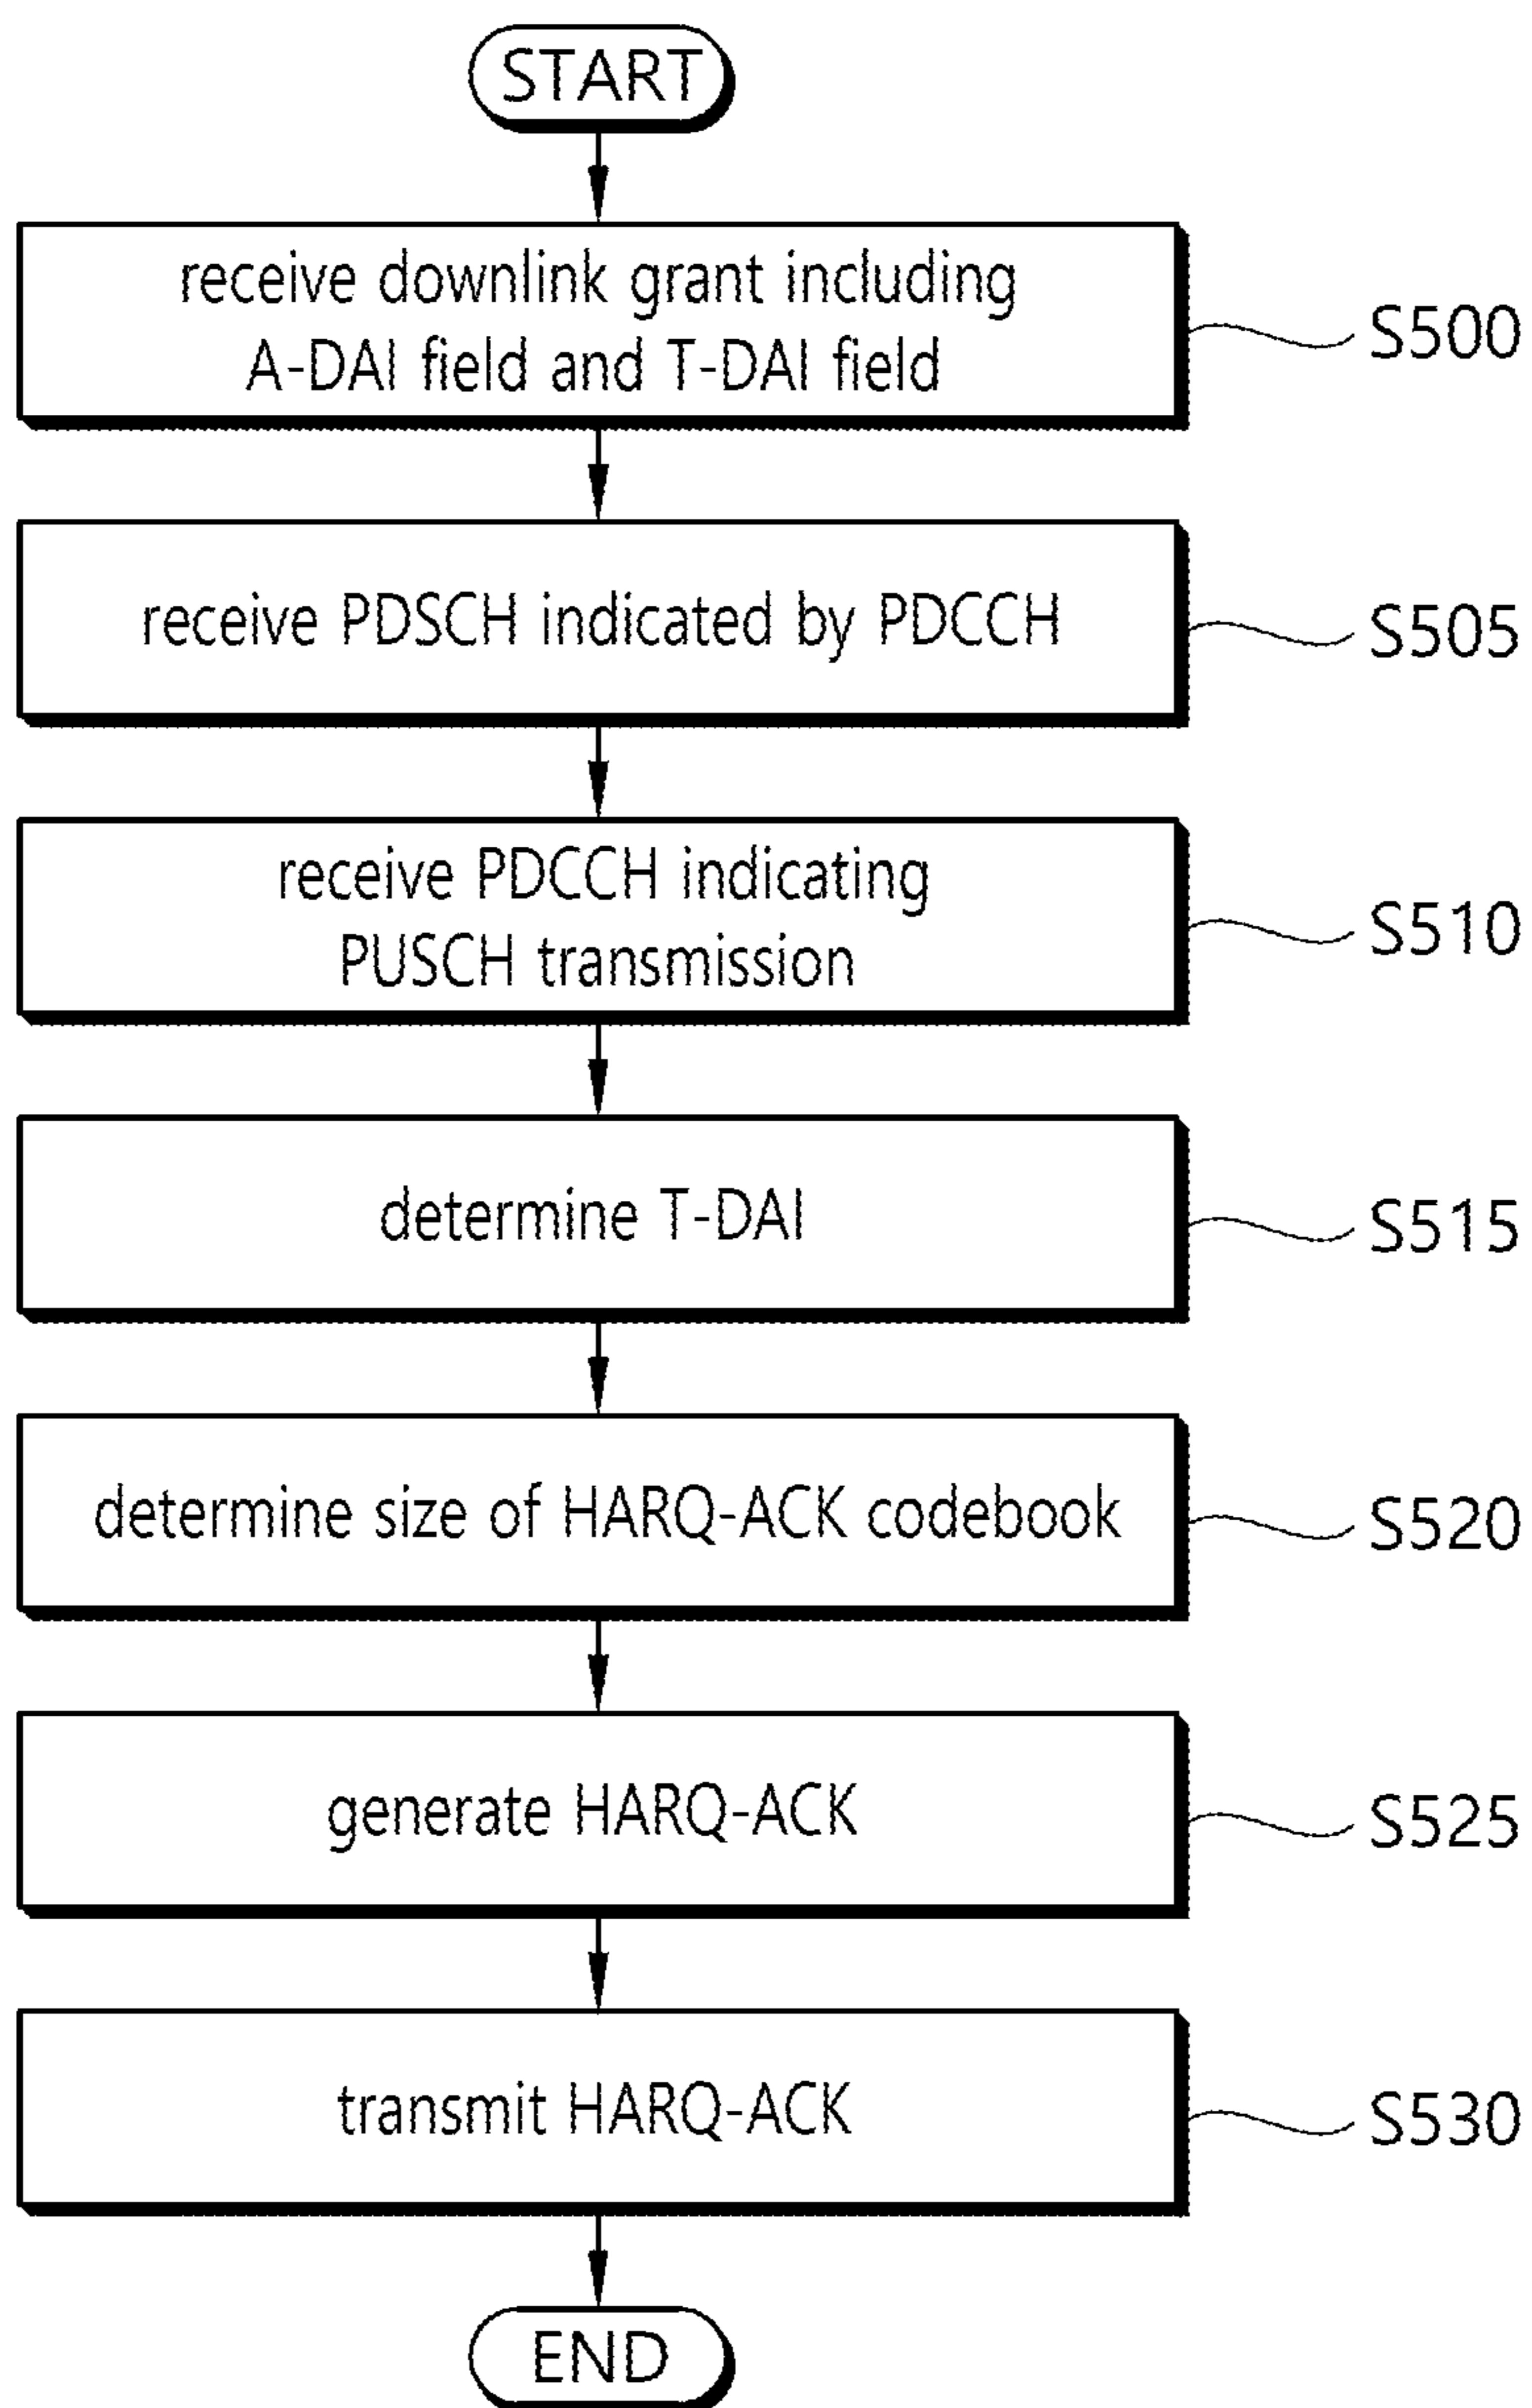 START
receive downlink grant including
A-DAI field and T-DAI field
S500
receive PDSCH indicated by PDCCH
S505
receive PDCCH indicating
PUSCH transmission
S510
determine T-DAI
S515
determine size of HARQ-ACK codebook
S520
generate HARQ-ACK
S525
transmit HARQ-ACK
S530
END